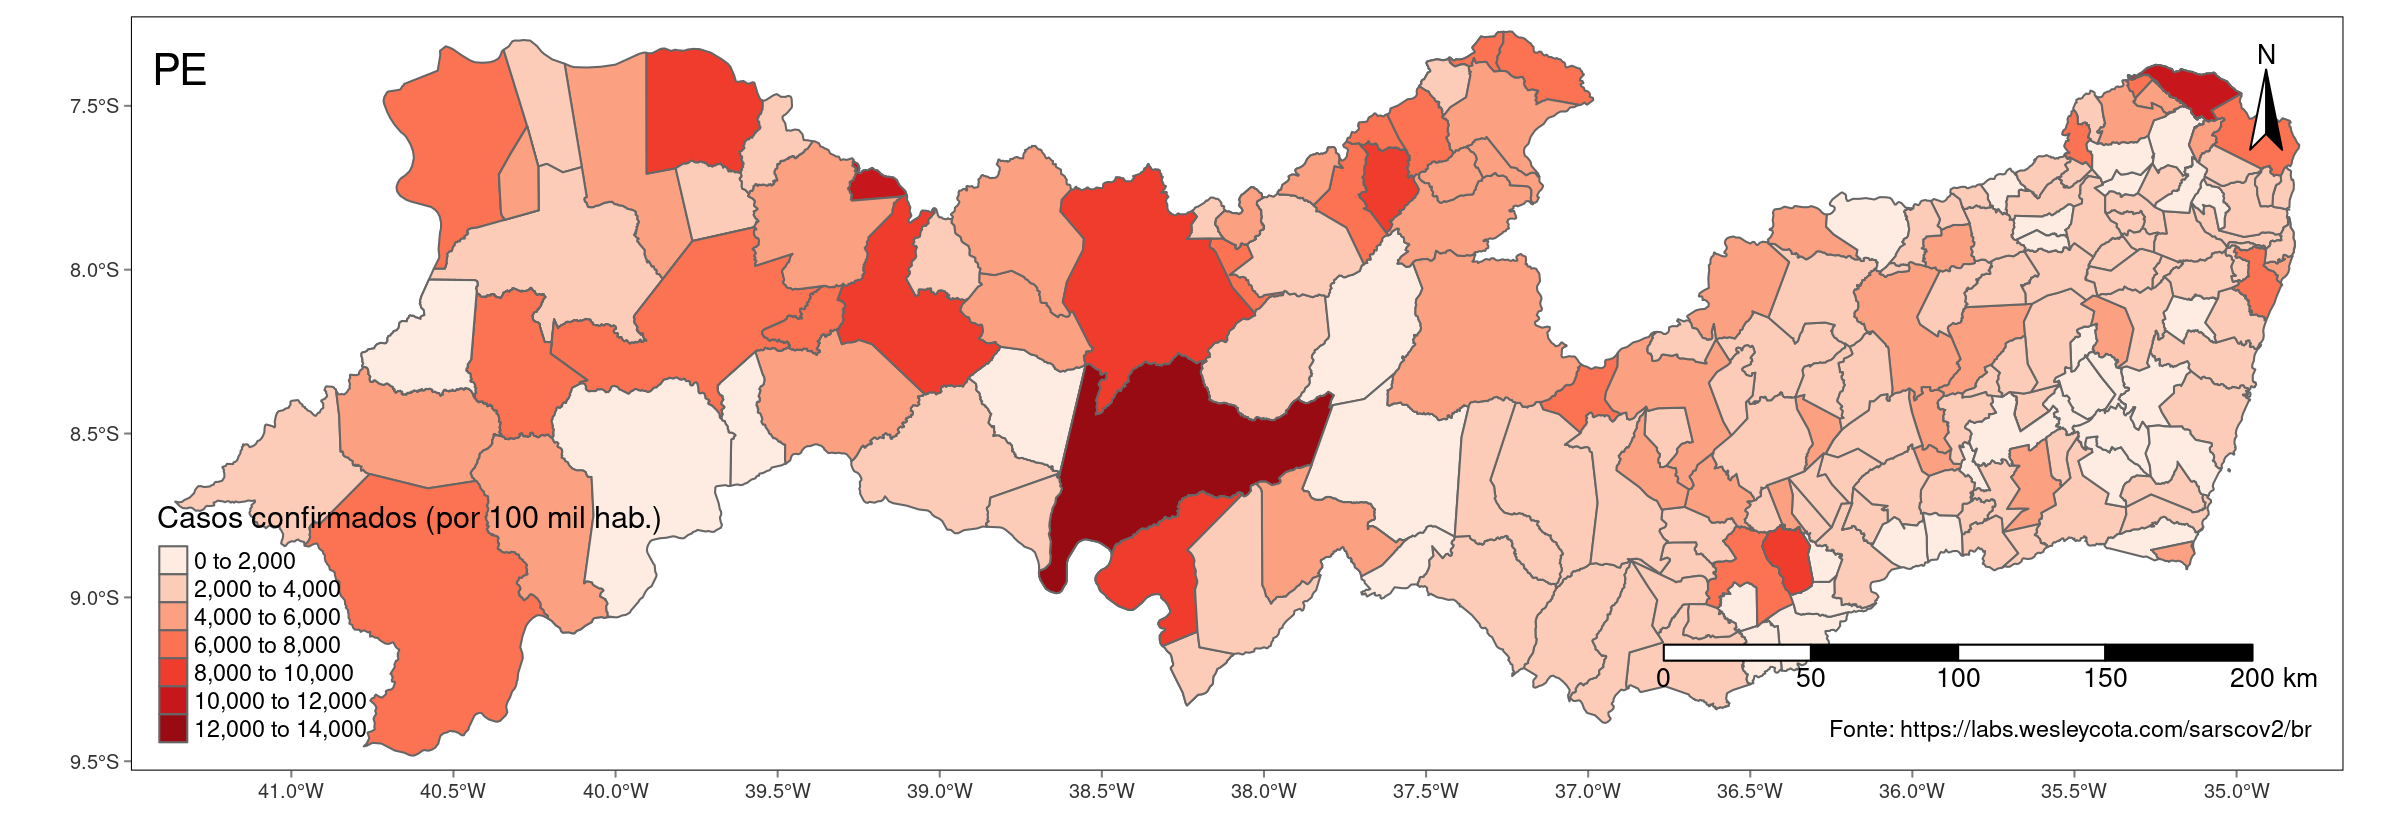 PE
N
7.5°S
8.0°S
8.5°S
9.0°S
9.5°S
Casos confirmados (por 100 mil hab.)
0 to 2,000
2,000 to 4,000
4,000 to 6,000
6,000 to 8,000
8,000 to 10,000
10,000 to 12,000
12,000 to 14,000
0 50 100 150 200 km
Fonte: https://labs.wesleycota.com/sarscov2/br
41.0°W 40.5°W 40.0°W 39.5°W 39.0°W 38.5°W 38.0°W 37.5°W 37.0°W 36.5°W 36.0°W 35.5°W 35.0°W